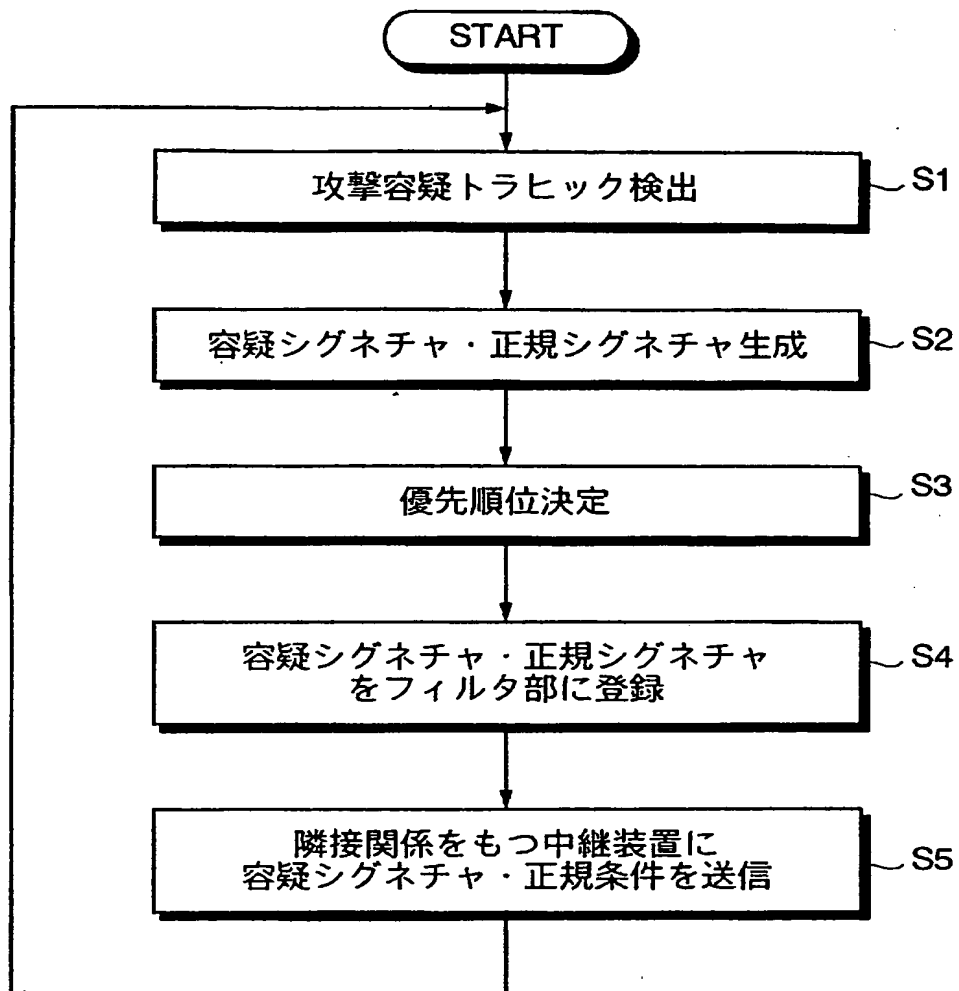 START
攻撃容疑トラヒック検出
S1
容疑シグネチャ・正規シグネチャ生成
S2
優先順位決定
S3
容疑シグネチャ・正規シグネチャ
をフィルタ部に登録
S4
隣接関係をもつ中継装置に
容疑シグネチャ・正規条件を送信
S5